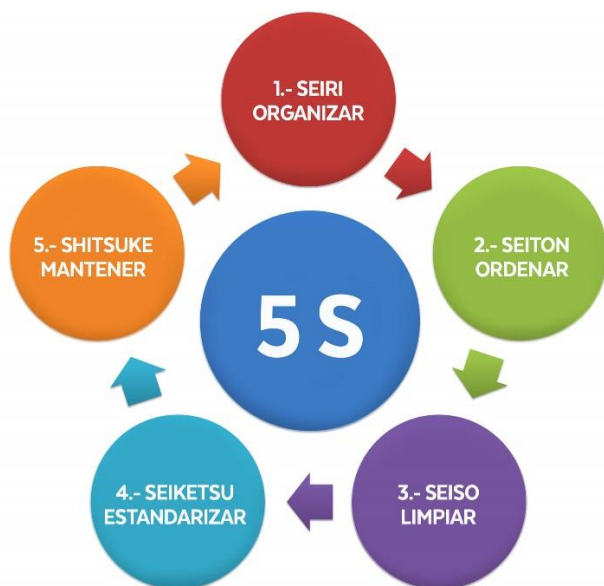 1.- SEIRI
ORGANIZAR
2.- SEITON
ORDENAR
3.- SEISO
LIMPIAR
4.- SEIKETSU
ESTANDARIZAR
5.- SHITSUKE
MANTENER
5 S